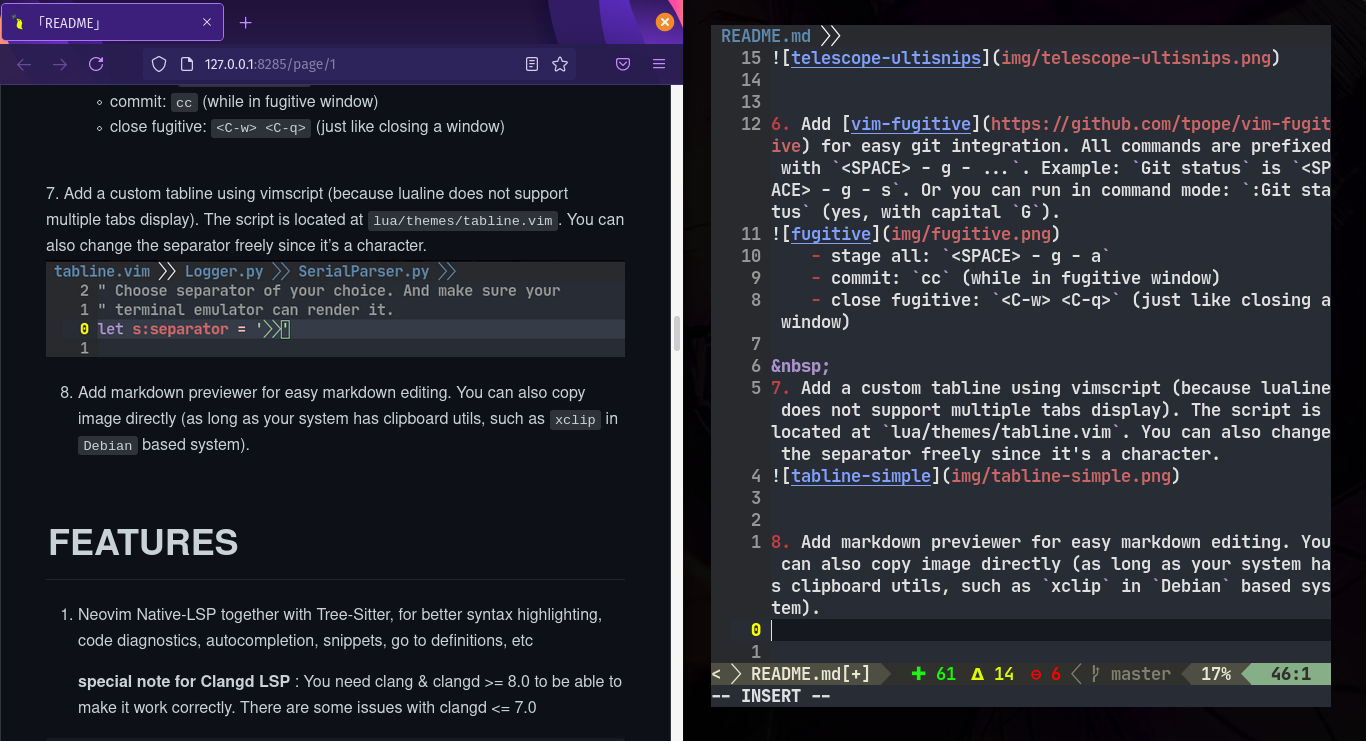 「README」
127.0.0.1:8285/page/1
commit: cc (while in fugitive window)
close fugitive: <C-w> <C-q> (just like closing a window)
7. Add a custom tabline using vimscript (because lualine does not support
multiple tabs display). The script is located at lua/themes/tabline.vim. You can
also change the separator freely since it's a character.
tabline.vim >> Logger.py >> SerialParser.py >>
2 " Choose separator of your choice. And make sure your
1 " terminal emulator can render it.
0 let s:separator = '>>'
1
8. Add markdown previewer for easy markdown editing. You can also copy
image directly (as long as your system has clipboard utils, such as xclip in
Debian based system).
FEATURES
1. Neovim Native-LSP together with Tree-Sitter, for better syntax highlighting,
code diagnostics, autocompletion, snippets, go to definitions, etc
special note for Clangd LSP : You need clang & clangd >= 8.0 to be able to
make it work correctly. There are some issues with clangd <= 7.0
README.md >>
15 ![telescope-ultisnips](img/telescope-ultisnips.png)
14
13
12 6. Add [vim-fugitive](https://github.com/tpope/vim-fugit
ive) for easy git integration. All commands are prefixed
with `<SPACE> - g - ...`. Example: `Git status` is `<SP
ACE> - g - s`. Or you can run in command mode: `:Git sta
tus` (yes, with capital `G`).
11 ![fugitive](img/fugitive.png)
10 - stage all: `<SPACE> - g - a`
9 - commit: `cc` (while in fugitive window)
8 - close fugitive: `<C-w> <C-q>` (just like closing a
window)
7
6 &nbsp;
5 7. Add a custom tabline using vimscript (because lualine
does not support multiple tabs display). The script is
located at `lua/themes/tabline.vim`. You can also change
the separator freely since it's a character.
4 ![tabline-simple](img/tabline-simple.png)
3
2
1 8. Add markdown previewer for easy markdown editing. You
can also copy image directly (as long as your system ha
s clipboard utils, such as `xclip` in `Debian` based sys
tem).
0
1
< > README.md[+] 61 14 6 master 17% 46:1
-- INSERT --